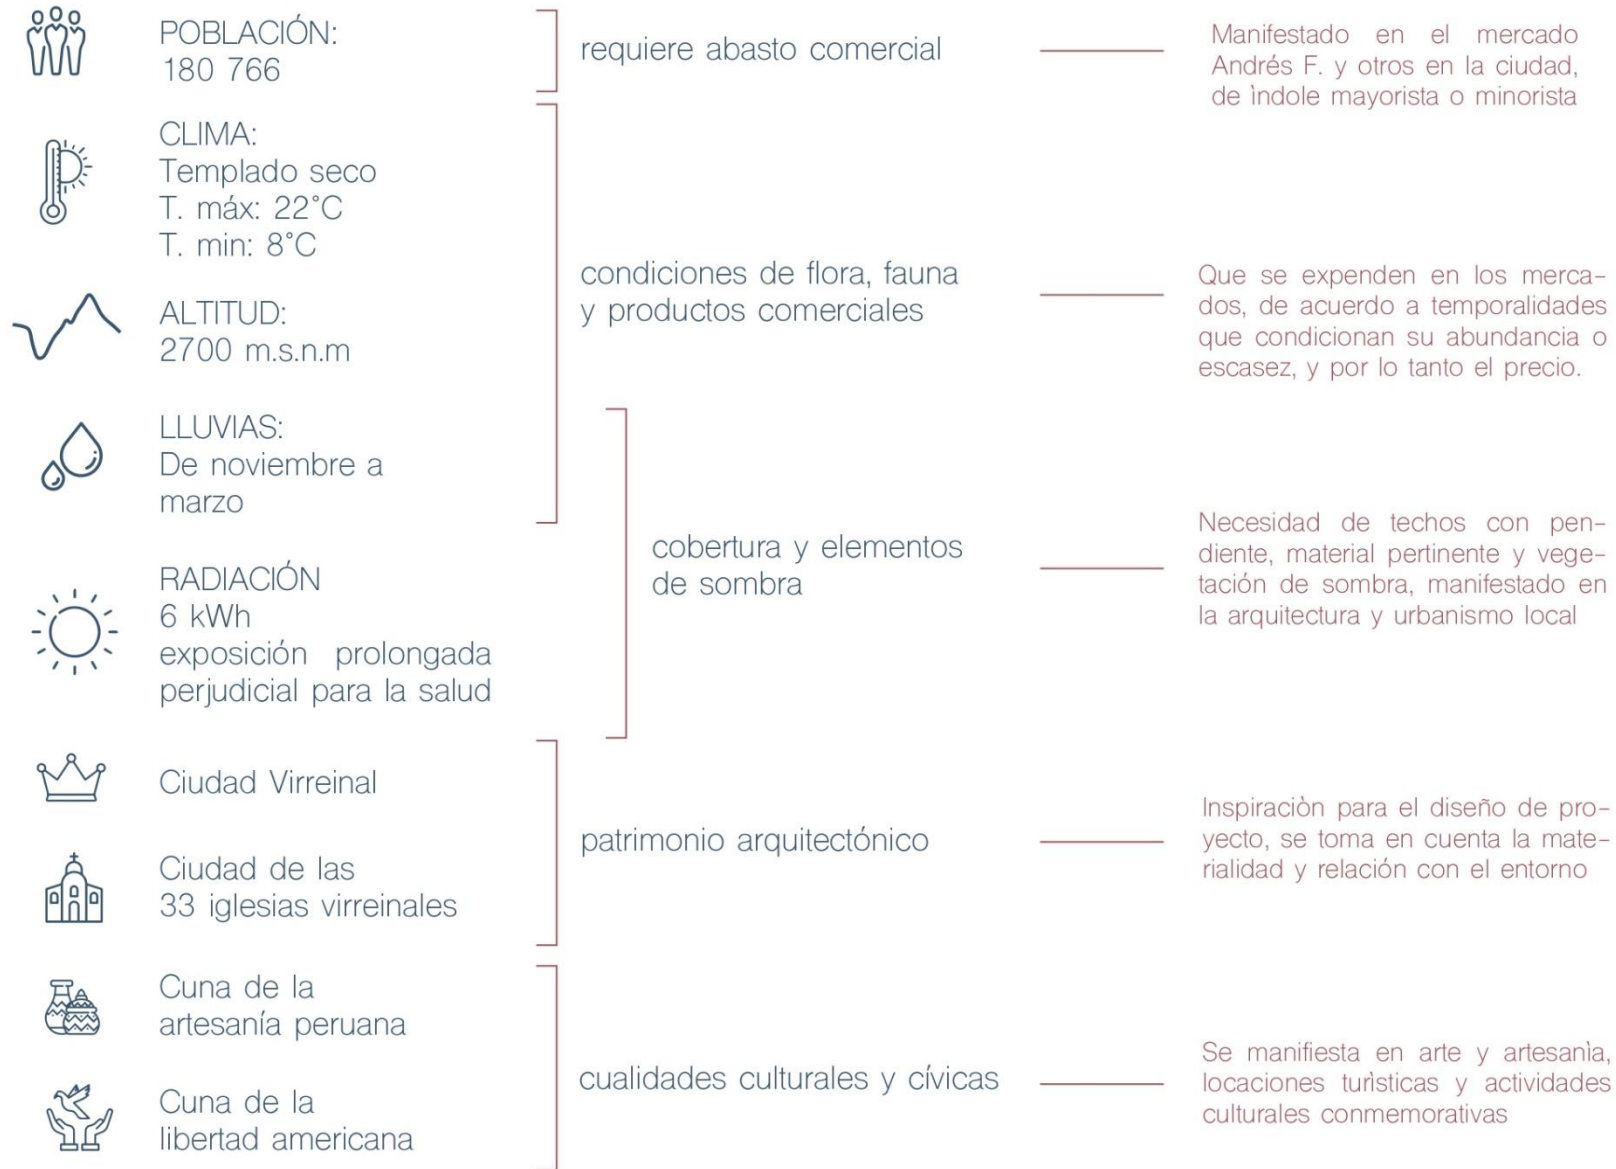 POBLACIÓN:
180 766
requiere abasto comercial
Manifestado en el mercado
Andrés F. y otros en la ciudad,
de ìndole mayorista o minorista
CLIMA:
Templado seco
T. máx: 22°C
T. min: 8°C
ALTITUD:
2700 m.s.n.m
LLUVIAS:
De noviembre a
marzo
condiciones de flora, fauna
y productos comerciales
Que se expenden en los merca-
dos, de acuerdo a temporalidades
que condicionan su abundancia o
escasez, y por lo tanto el precio.
RADIACIÓN
6 kWh
exposición prolongada
perjudicial para la salud
cobertura y elementos
de sombra
Necesidad de techos con pen-
diente, material pertinente y vege-
tación de sombra, manifestado en
la arquitectura y urbanismo local
Ciudad Virreinal
Ciudad de las
33 iglesias virreinales
patrimonio arquitectónico
Inspiraciòn para el diseño de pro-
yecto, se toma en cuenta la mate-
rialidad y relación con el entorno
Cuna de la
artesanía peruana
Cuna de la
libertad americana
cualidades culturales y cívicas
Se manifiesta en arte y artesanìa,
locaciones turìsticas y actividades
culturales conmemorativas